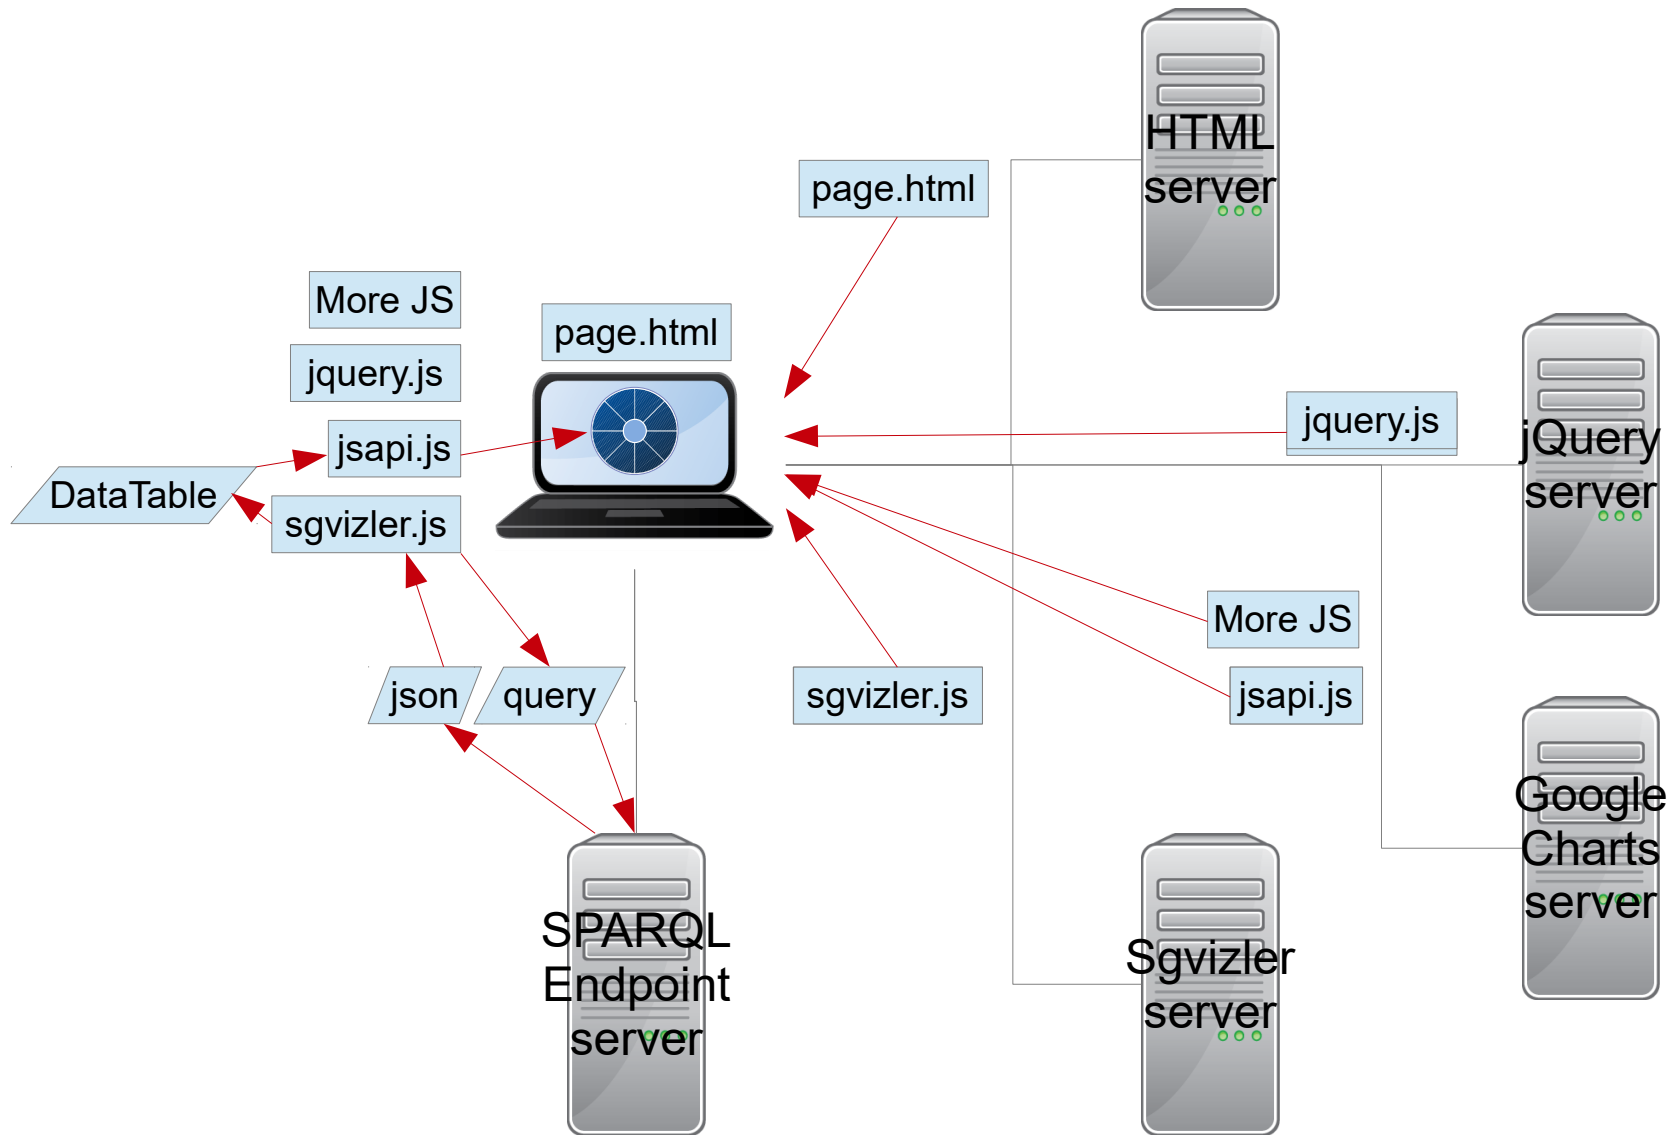 HTML
server
page.html
More JS
page.html
jquery.js
jquery.js
jQuery
server
jsapi.js
DataTable
sgvizler.js
More JS
json
query
sgvizler.js
jsapi.js
Google
Charts
server
SPARQL
Endpoint
server
Sgvizler
server